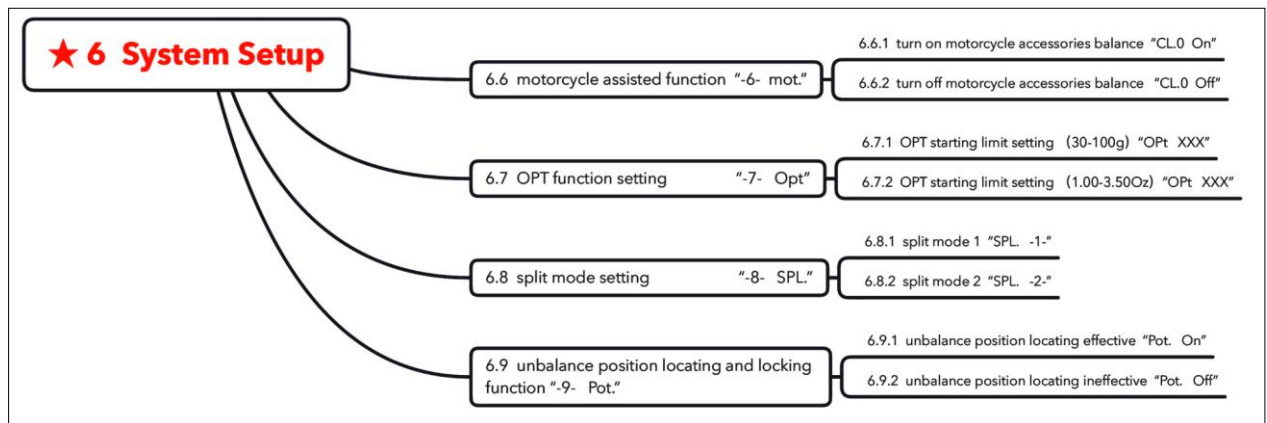 ★ 6 System Setup
6.6 motorcycle assisted function "-6- mot."
6.6.1 turn on motorcycle accessories balance "CL.0 On"
6.6.2 turn off motorcycle accessories balance "CL.0 Off"
6.7 OPT function setting "-7- Opt"
6.7.1 OPT starting limit setting (30-100g) "OPt XXX"
6.7.2 OPT starting limit setting (1.00-3.50Oz) "OPt XXX"
6.8 split mode setting "-8- SPL."
6.8.1 split mode 1 "SPL. -1-"
6.8.2 split mode 2 "SPL. -2-"
6.9 unbalance position locating and locking
function "-9- Pot."
6.9.1 unbalance position locating effective "Pot. On"
6.9.2 unbalance position locating ineffective "Pot. Off"